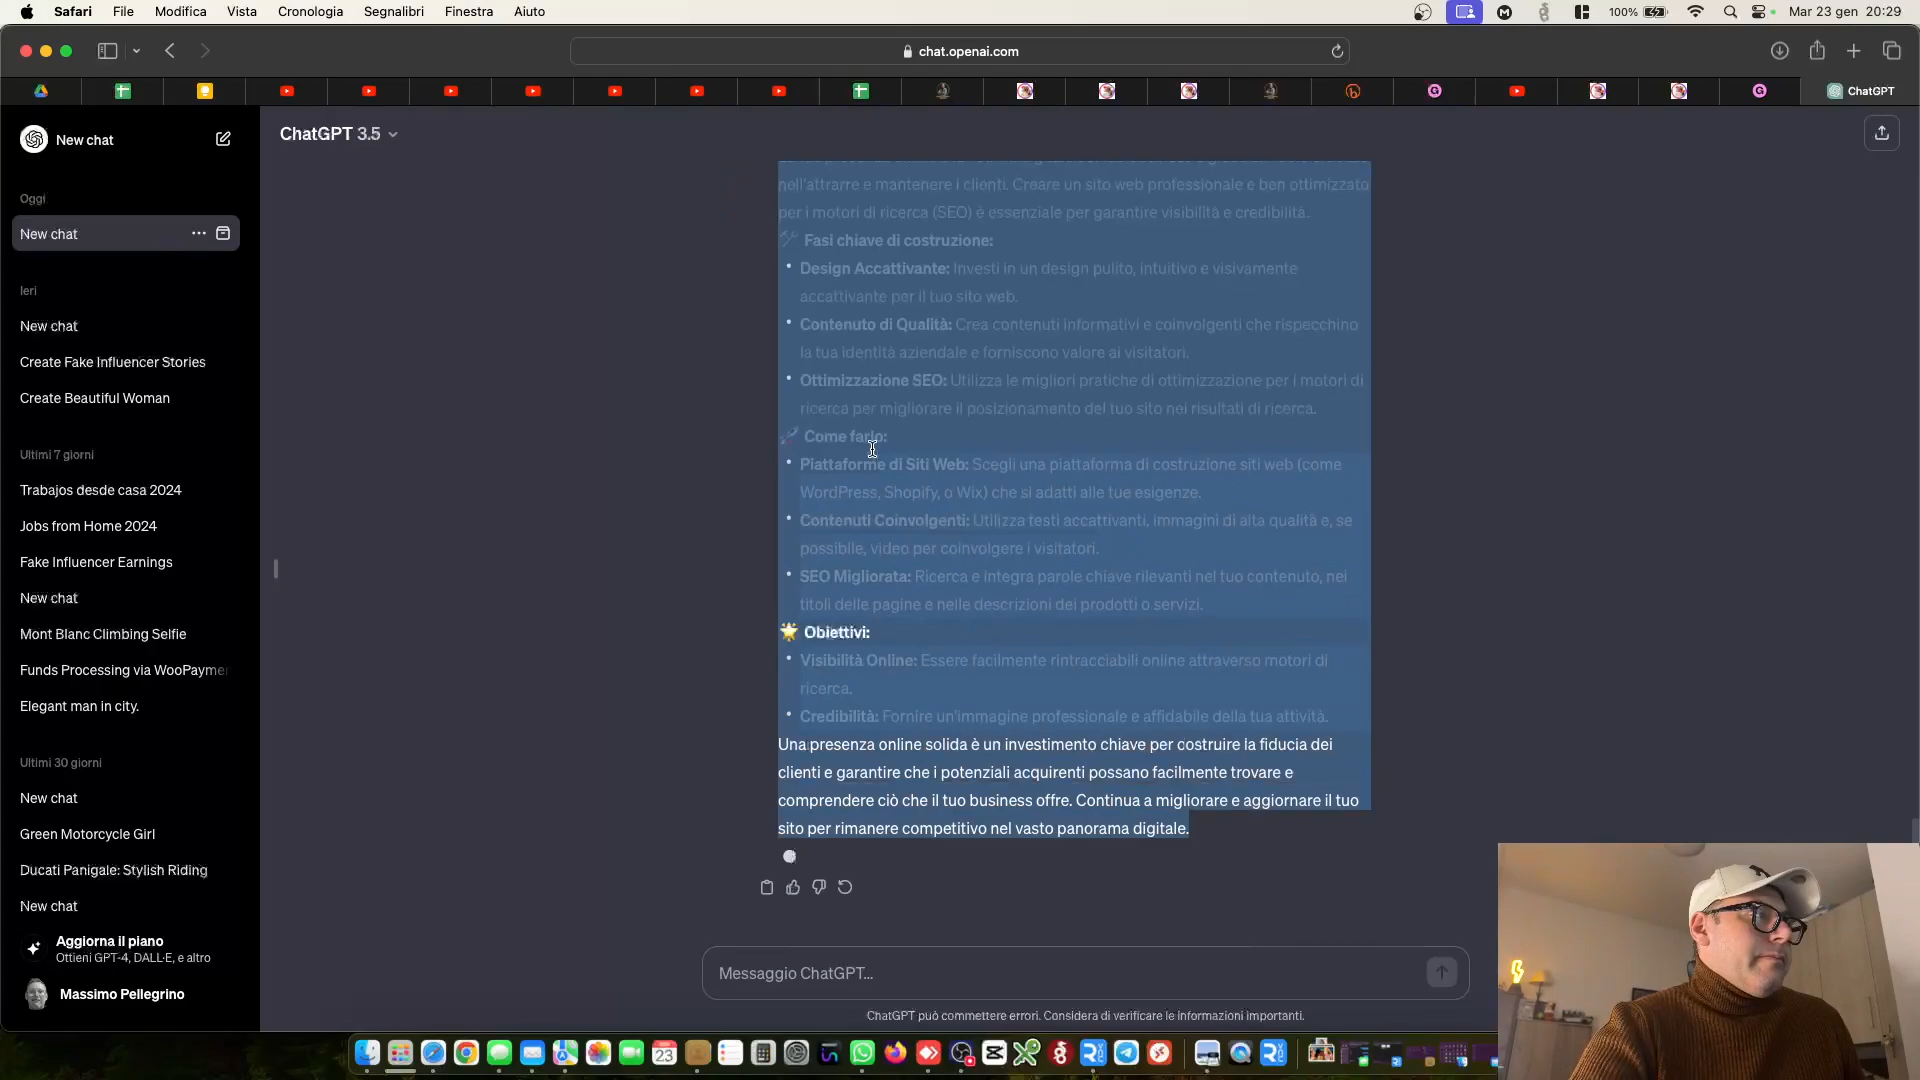 Safari File Modifica Vista Cronologia Segnalibri Finestra Aiuto
100% Mar 23 gen 20:29
chat.openai.com
ChatGPT
New chat
ChatGPT 3.5
Oggi
New chat
Ieri
New chat
Create Fake Influencer Stories
Create Beautiful Woman
Ultimi 7 giorni
Trabajos desde casa 2024
Jobs from Home 2024
Fake Influencer Earnings
New chat
Mont Blanc Climbing Selfie
Funds Processing via WooPayme
Elegant man in city.
Ultimi 30 giorni
New chat
Green Motorcycle Girl
Ducati Panigale: Stylish Riding
New chat
Aggiorna il piano
Ottieni GPT-4, DALL·E, e altro
Massimo Pellegrino
nell'attrarre e mantenere i clienti. Creare un sito web professionale e ben ottimizzato
per i motori di ricerca (SEO) è essenziale per garantire visibilità e credibilità.
🛠 Fasi chiave di costruzione:
• Design Accattivante: Investi in un design pulito, intuitivo e visivamente
accattivante per il tuo sito web.
• Contenuto di Qualità: Crea contenuti informativi e coinvolgenti che rispecchino
la tua identità aziendale e forniscono valore ai visitatori.
• Ottimizzazione SEO: Utilizza le migliori pratiche di ottimizzazione per i motori di
ricerca per migliorare il posizionamento del tuo sito nei risultati di ricerca.
🚀 Come farlo:
• Piattaforme di Siti Web: Scegli una piattaforma di costruzione siti web (come
WordPress, Shopify, o Wix) che si adatti alle tue esigenze.
• Contenuti Coinvolgenti: Utilizza testi accattivanti, immagini di alta qualità e, se
possibile, video per coinvolgere i visitatori.
• SEO Migliorata: Ricerca e integra parole chiave rilevanti nel tuo contenuto, nei
titoli delle pagine e nelle descrizioni dei prodotti o servizi.
🌟 Obiettivi:
• Visibilità Online: Essere facilmente rintracciabili online attraverso motori di
ricerca.
• Credibilità: Fornire un'immagine professionale e affidabile della tua attività.
Una presenza online solida è un investimento chiave per costruire la fiducia dei
clienti e garantire che i potenziali acquirenti possano facilmente trovare e
comprendere ciò che il tuo business offre. Continua a migliorare e aggiornare il tuo
sito per rimanere competitivo nel vasto panorama digitale.
Messaggio ChatGPT...
ChatGPT può commettere errori. Considera di verificare le informazioni importanti.
23